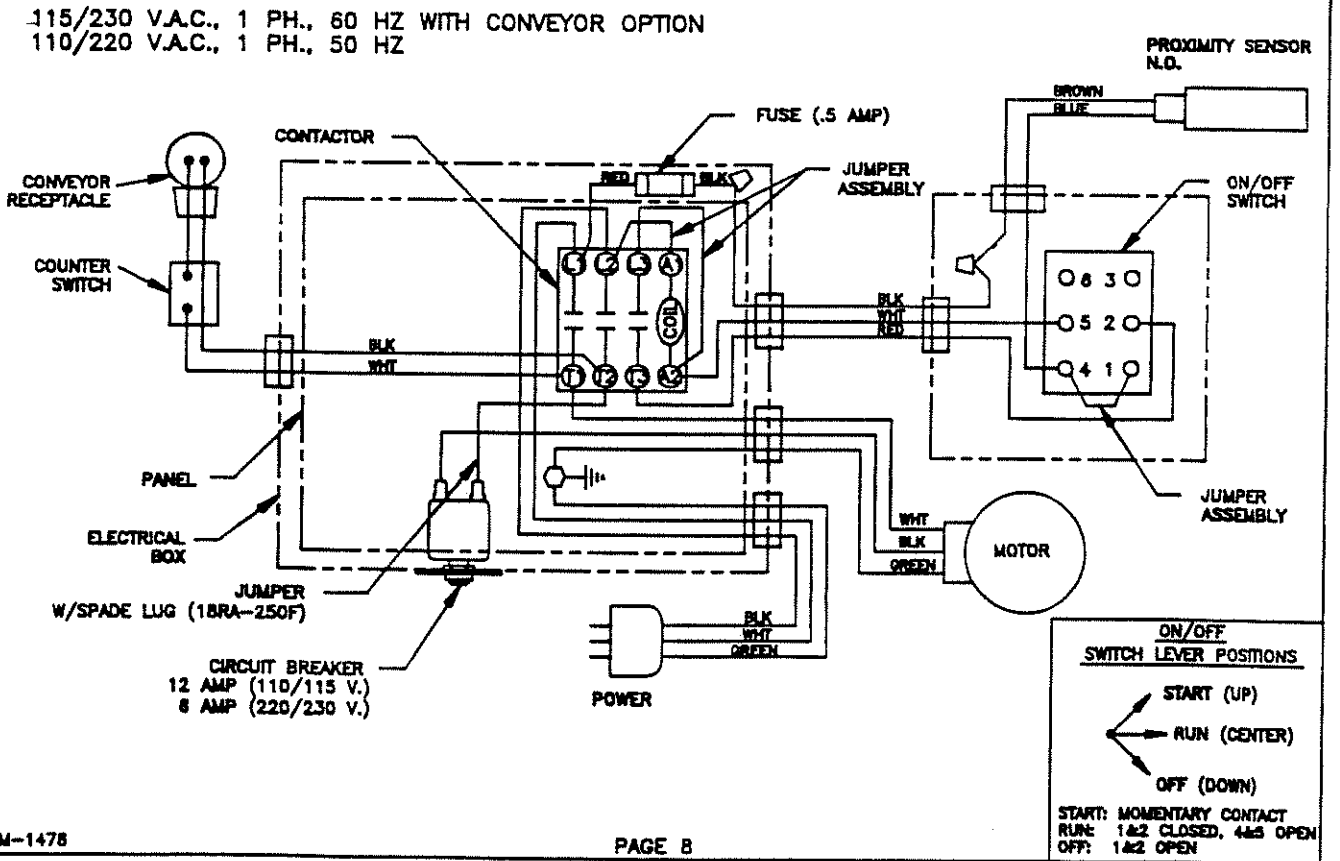 115/230 V.A.C., 1 PH., 60 HZ WITH CONVEYOR OPTION
110/220 V.A.C., 1 PH., 50 HZ
PROXIMITY SENSOR
N.O.
BROWN
BLUE
FUSE (.5 AMP)
CONTACTOR
RED
BLK
JUMPER
ASSEMBLY
ON/OFF
SWITCH
CONVEYOR
RECEPTACLE
COUNTER
SWITCH
L1 L2 L3 A1
COIL
T1 T2 T3 A2
BLK
WHT
BLK
WHT
RED
6 3
5 2
4 1
PANEL
ELECTRICAL
BOX
JUMPER
W/SPADE LUG (18RA-250F)
CIRCUIT BREAKER
12 AMP (110/115 V.)
6 AMP (220/230 V.)
WHT
BLK
GREEN
MOTOR
JUMPER
ASSEMBLY
BLK
WHT
GREEN
POWER
ON/OFF
SWITCH LEVER POSITIONS
START (UP)
RUN (CENTER)
OFF (DOWN)
START: MOMENTARY CONTACT
RUN: 1&2 CLOSED, 4&5 OPEN
OFF: 1&2 OPEN
M-1478
PAGE 8